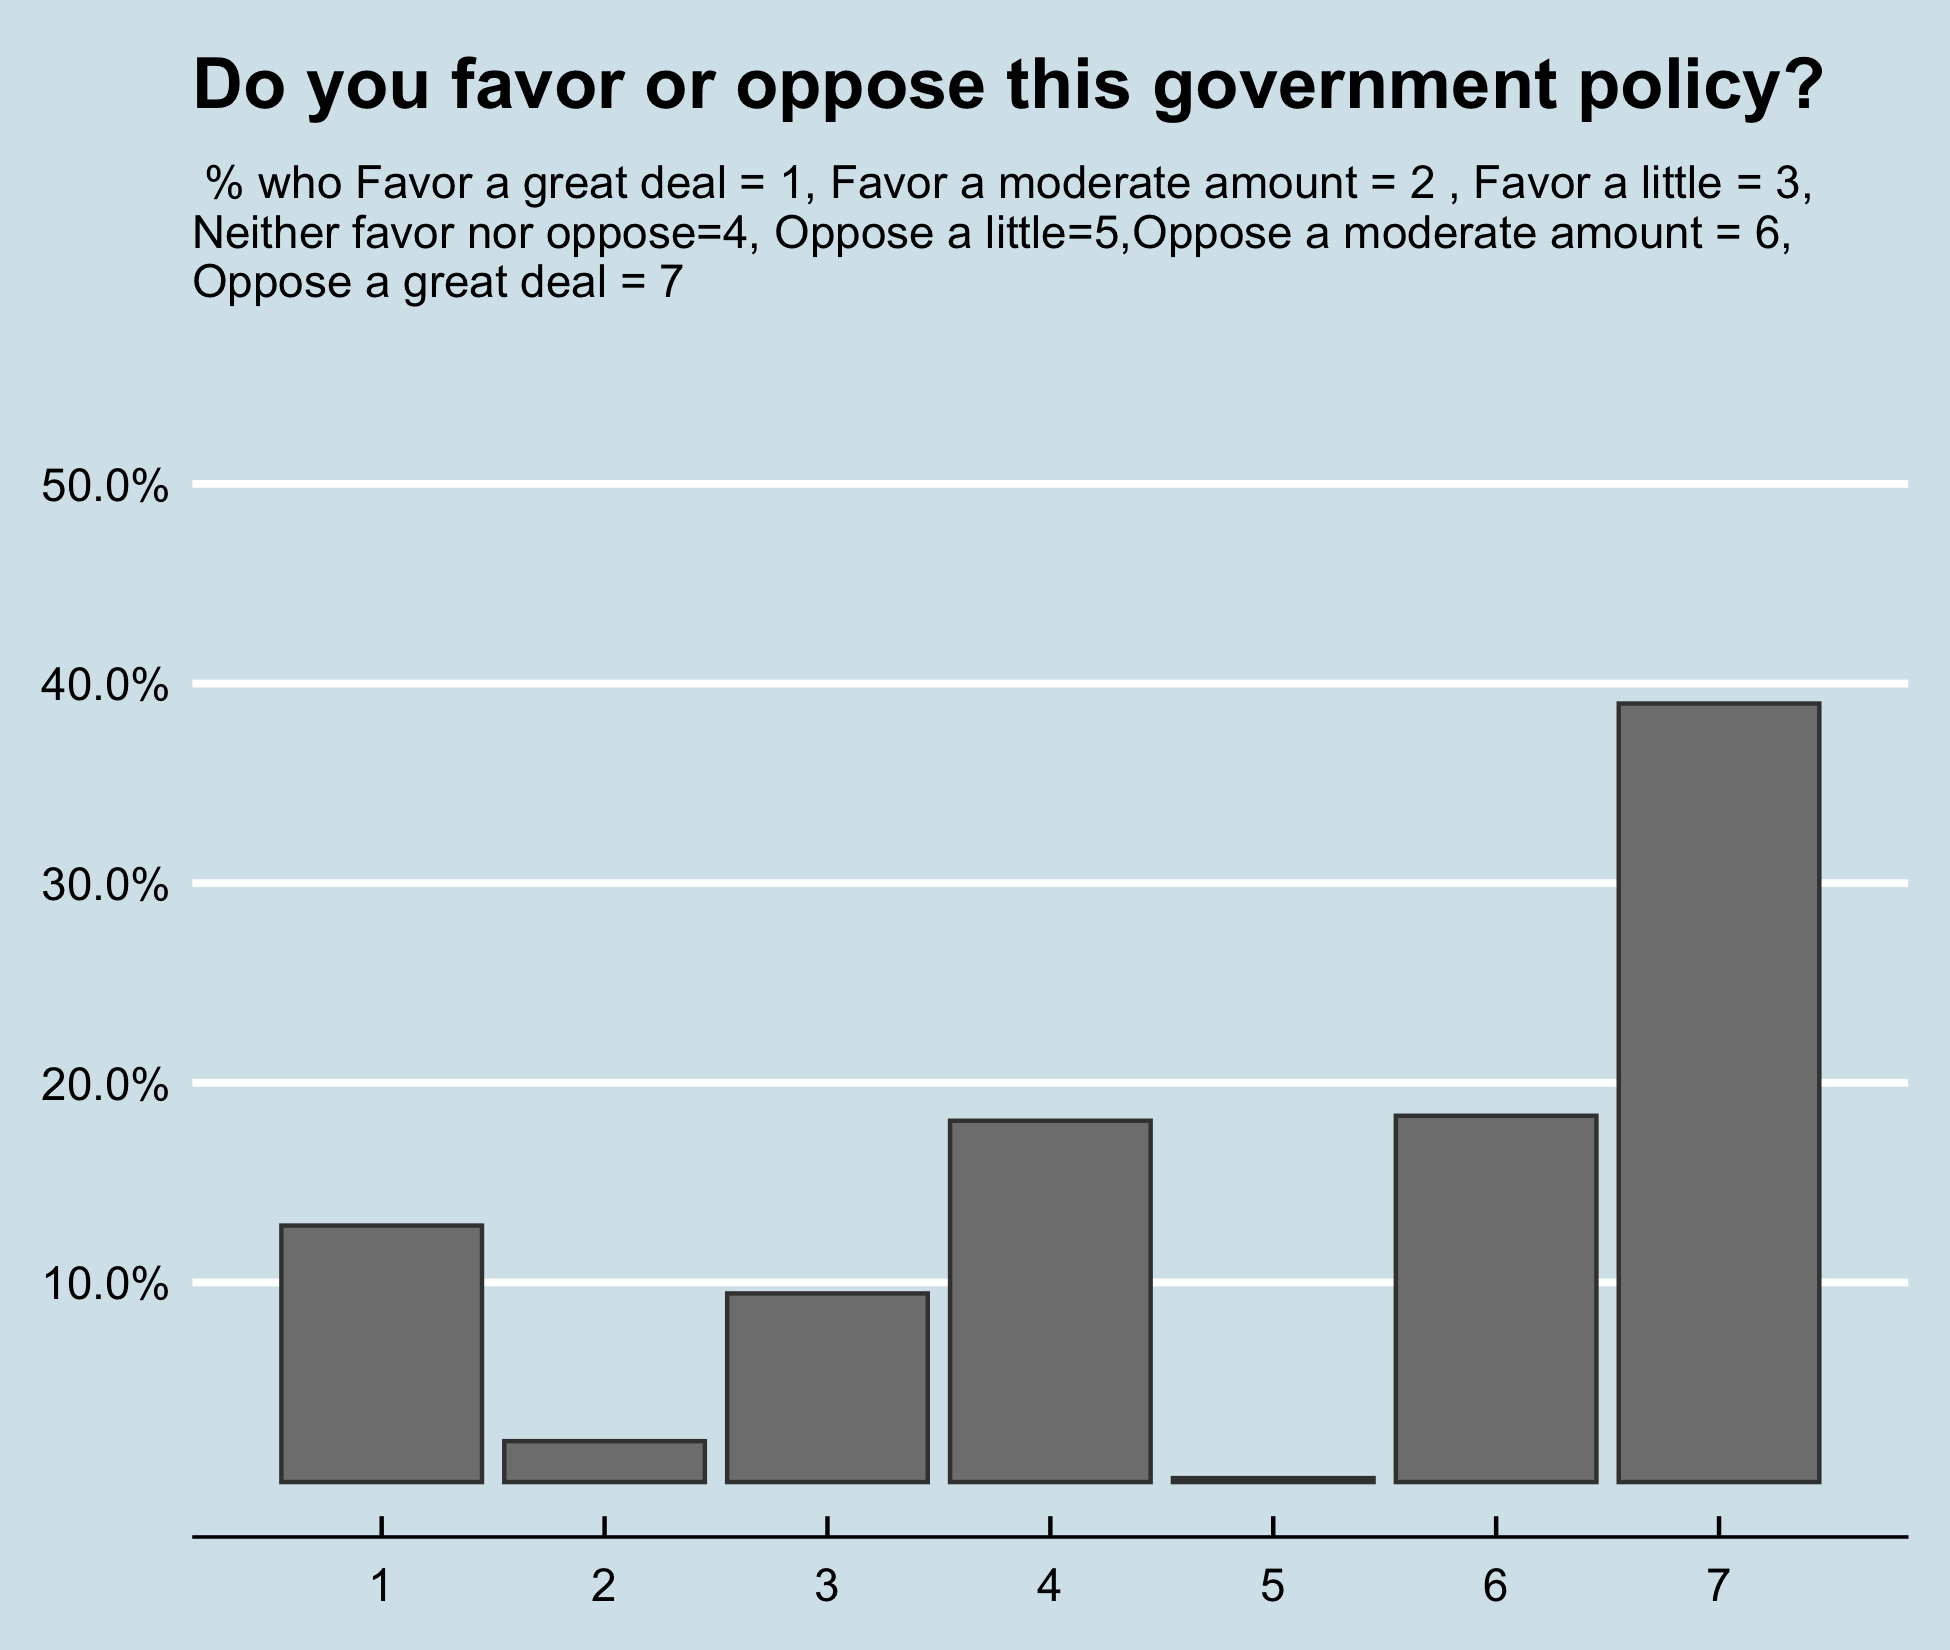 Do you favor or oppose this government policy?
% who Favor a great deal = 1, Favor a moderate amount = 2 , Favor a little = 3,
Neither favor nor oppose=4, Oppose a little=5,Oppose a moderate amount = 6,
Oppose a great deal = 7
50.0%
40.0%
30.0%
20.0%
10.0%
1 2 3 4 5 6 7